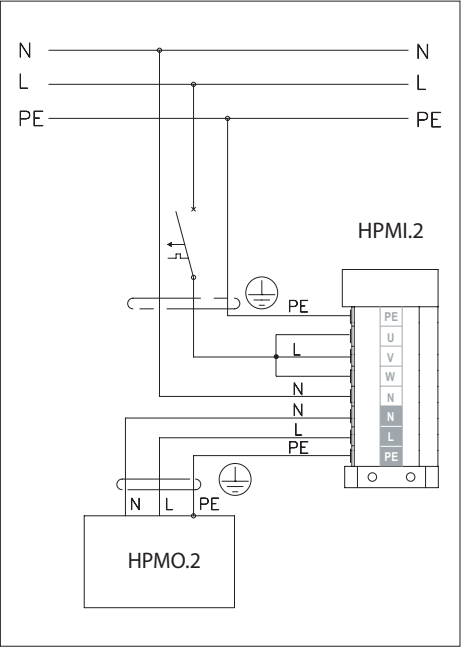 N N
L L
PE PE
HPMI.2
PE PE
U
L V
W
N N
N N
L L
PE PE
N L PE
HPMO.2